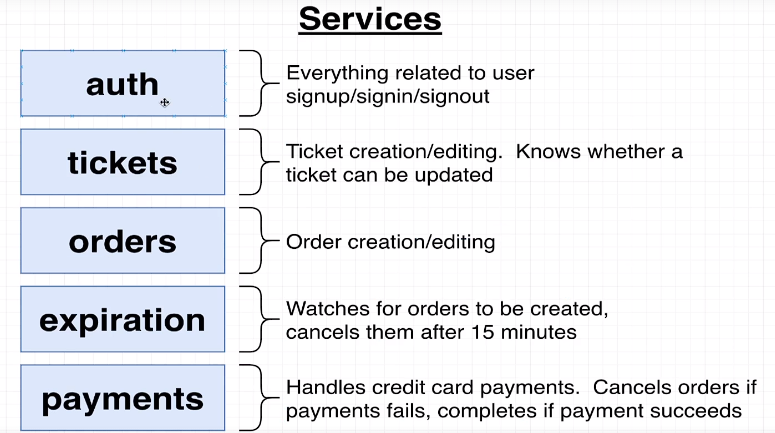 Services
auth
Everything related to user
signup/signin/signout
tickets
Ticket creation/editing.  Knows whether a
ticket can be updated
orders
Order creation/editing
expiration
Watches for orders to be created,
cancels them after 15 minutes
payments
Handles credit card payments.  Cancels orders if
payments fails, completes if payment succeeds